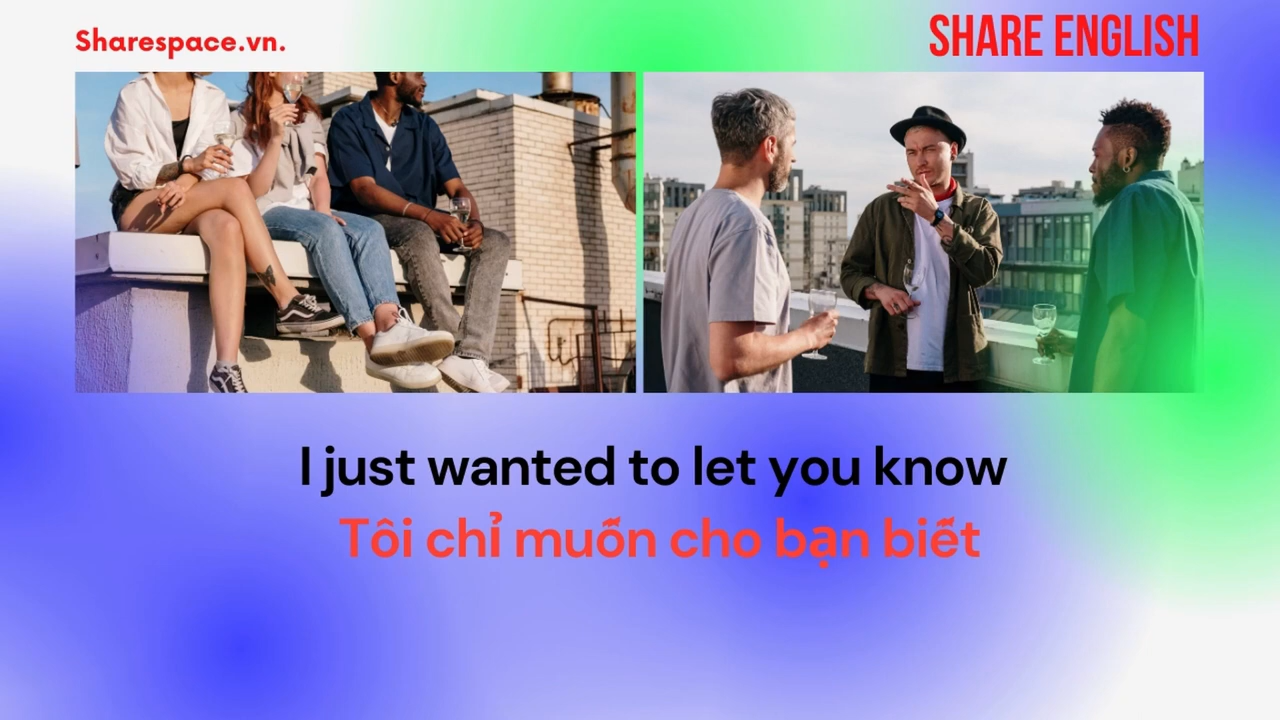 Sharespace.vn.
SHARE ENGLISH
I just wanted to let you know
Tôi chỉ muốn cho bạn biết